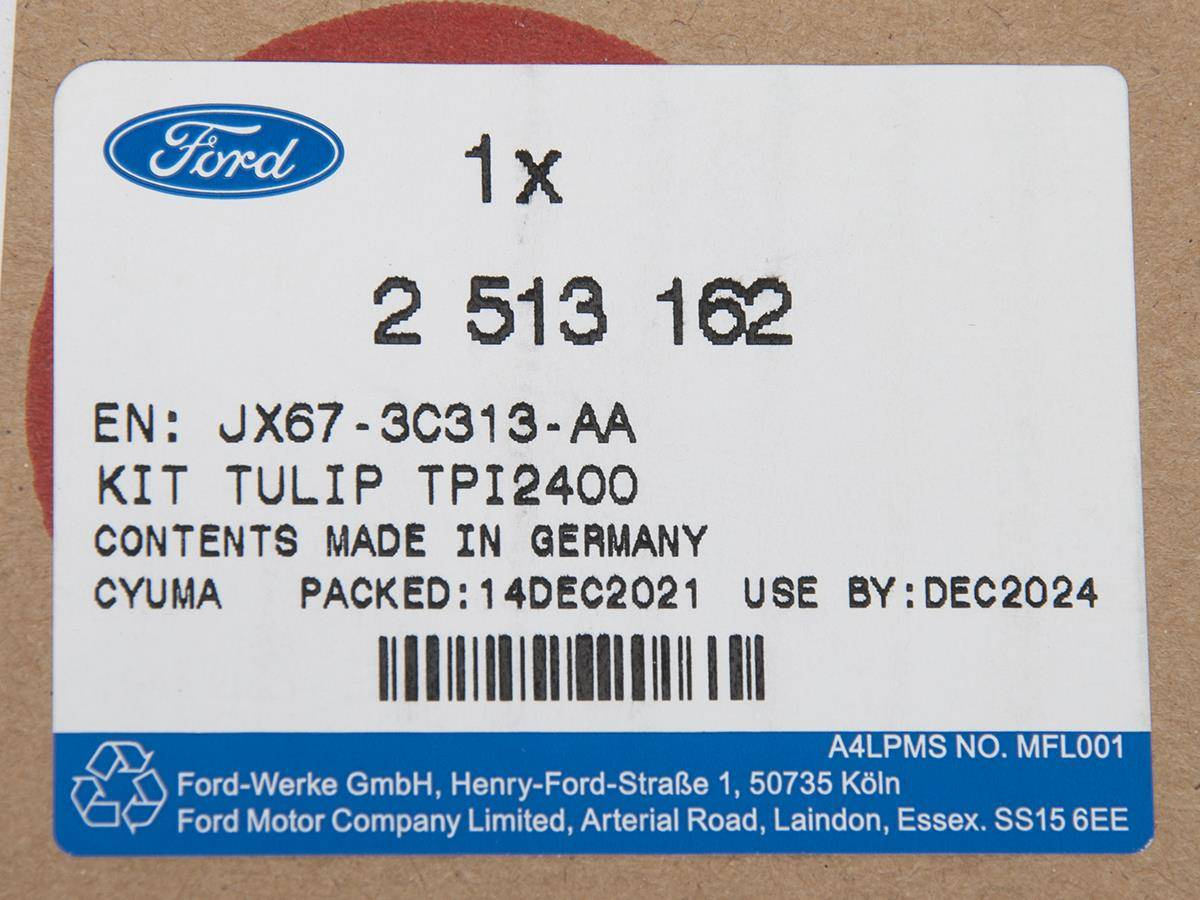 Ford
1x
2 513 162
EN: JX67-3C313-AA
KIT TULIP TPI2400
CONTENTS MADE IN GERMANY
CYUMA PACKED:14DEC2021 USE BY:DEC2024
A4LPMS NO. MFL001
Ford-Werke GmbH, Henry-Ford-Straße 1, 50735 Köln
Ford Motor Company Limited, Arterial Road, Laindon, Essex. SS15 6EE